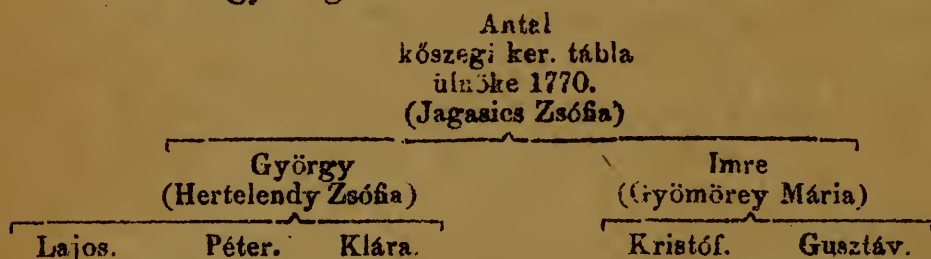 Antal
kőszegi ker. tábla
ülnöke 1770.
(Jagasics Zsófia)
György Imre
(Hertelendy Zsófia) (Gyömörey Mária)
Lajos. Péter. Klára. Kristóf. Gusztáv.